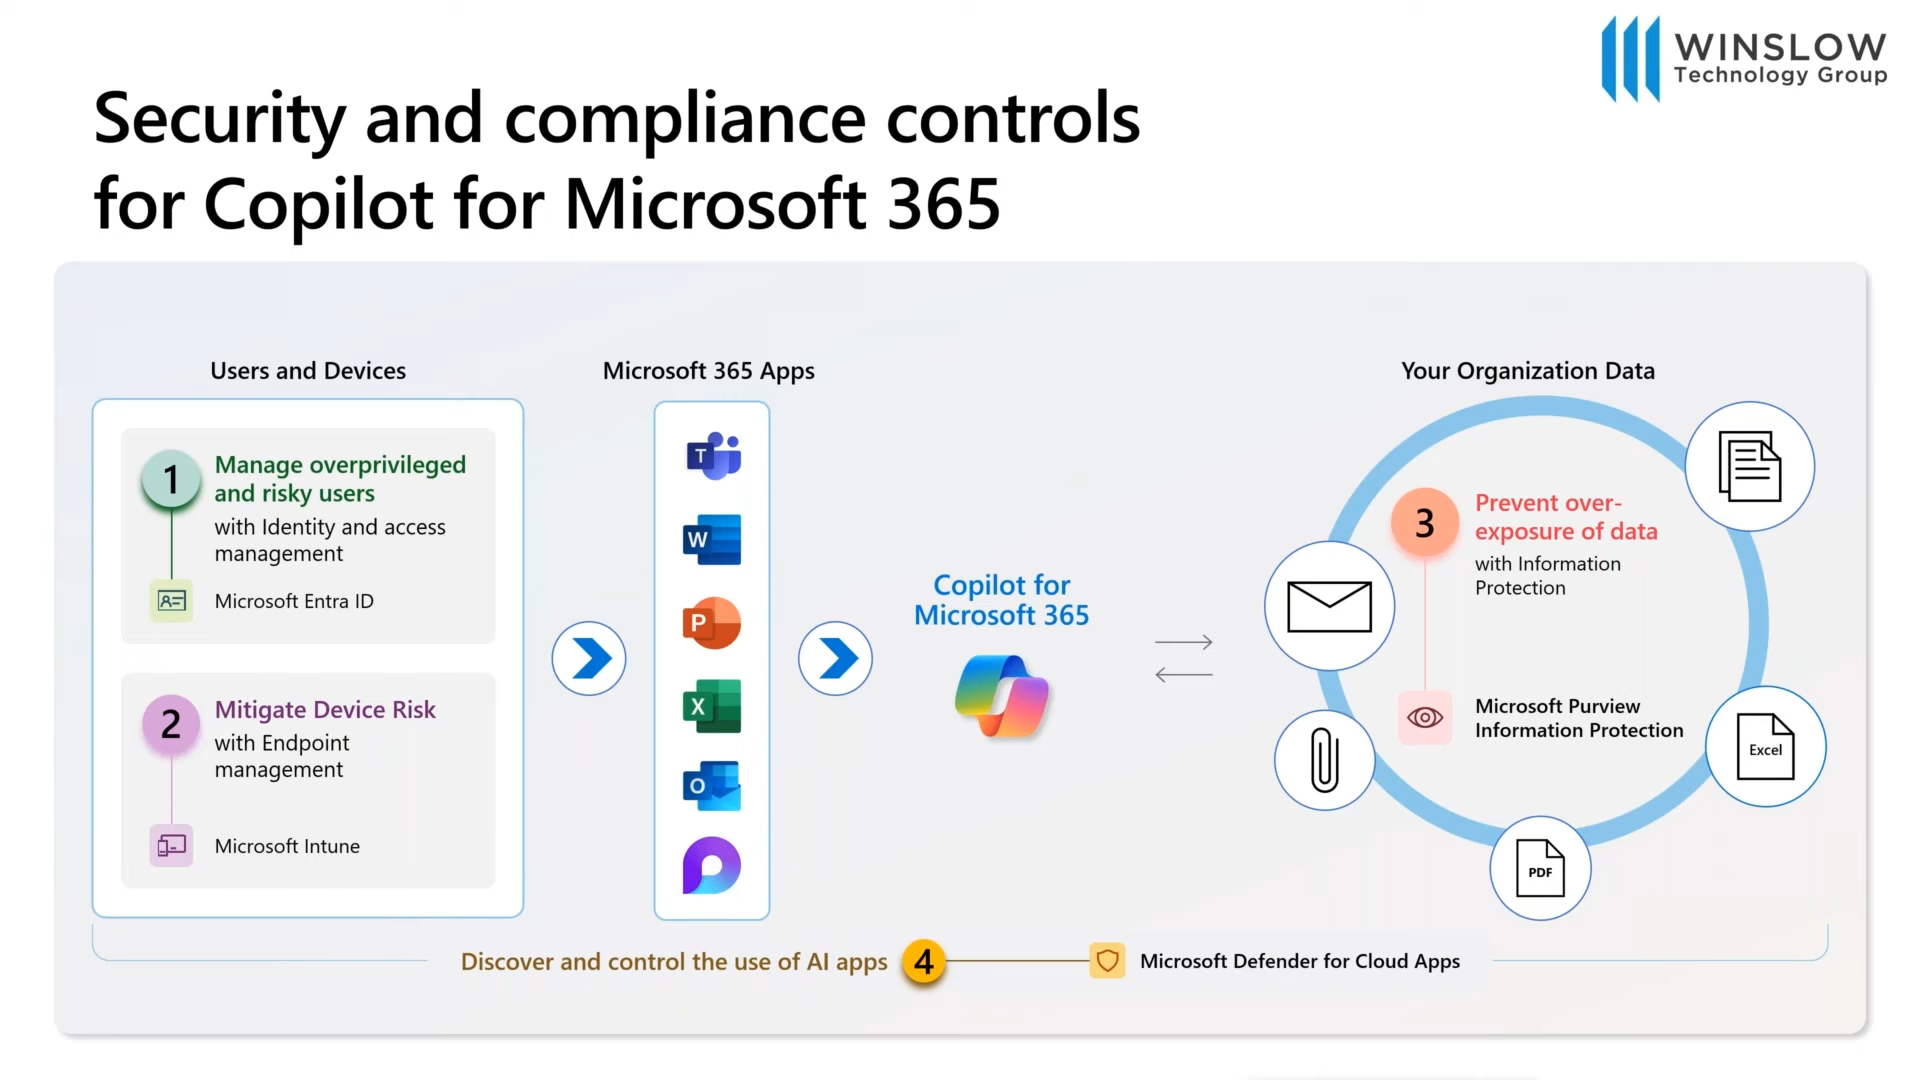 WINSLOW
Technology Group
Security and compliance controls
for Copilot for Microsoft 365
Users and Devices
1
Manage overprivileged
and risky users
with Identity and access
management
Microsoft Entra ID
2
Mitigate Device Risk
with Endpoint
management
Microsoft Intune
Microsoft 365 Apps
T
W
P
X
O
Copilot for
Microsoft 365
Your Organization Data
3
Prevent over-
exposure of data
with Information
Protection
Microsoft Purview
Information Protection
Excel
PDF
Discover and control the use of AI apps
4
Microsoft Defender for Cloud Apps